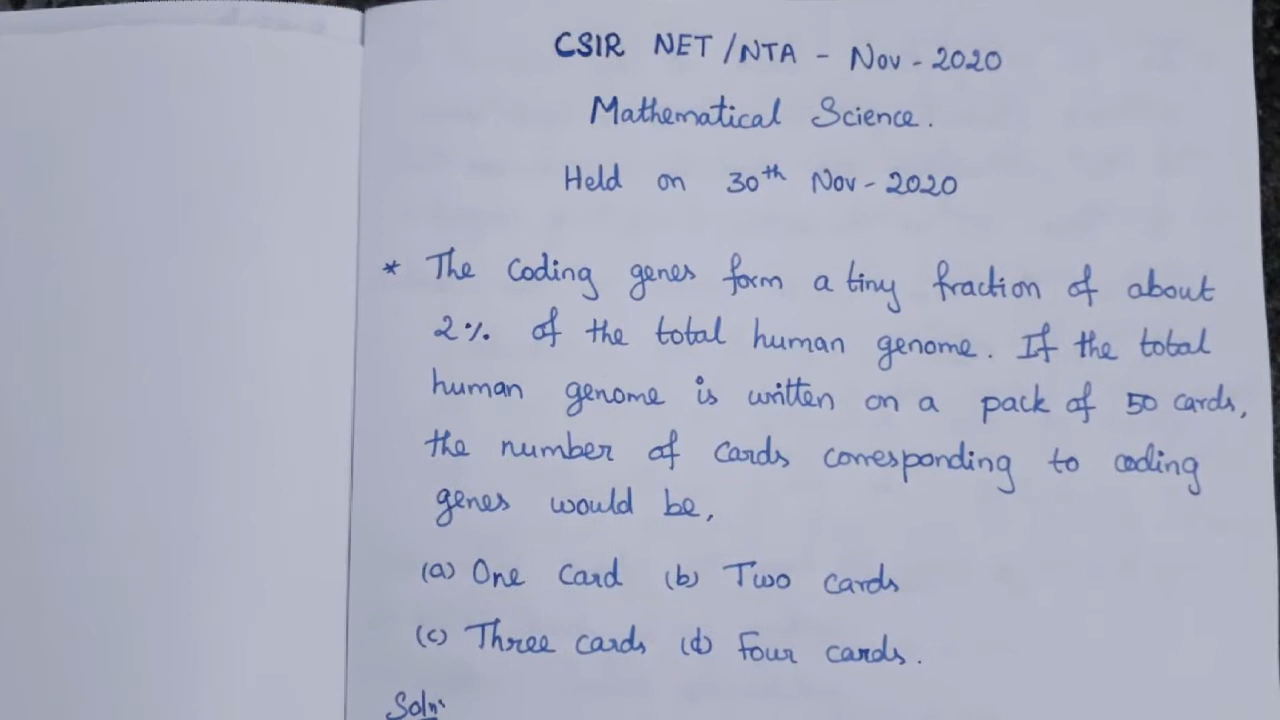 CSIR NET/NTA - Nov - 2020
Mathematical Science.
Held on 30th Nov - 2020
* The coding genes form a tiny fraction of about
2%. of the total human genome. If the total
human genome is written on a pack of 50 cards,
the number of cards corresponding to coding
genes would be,
(a) One card (b) Two cards
(c) Three cards (d) Four cards.
Soln: